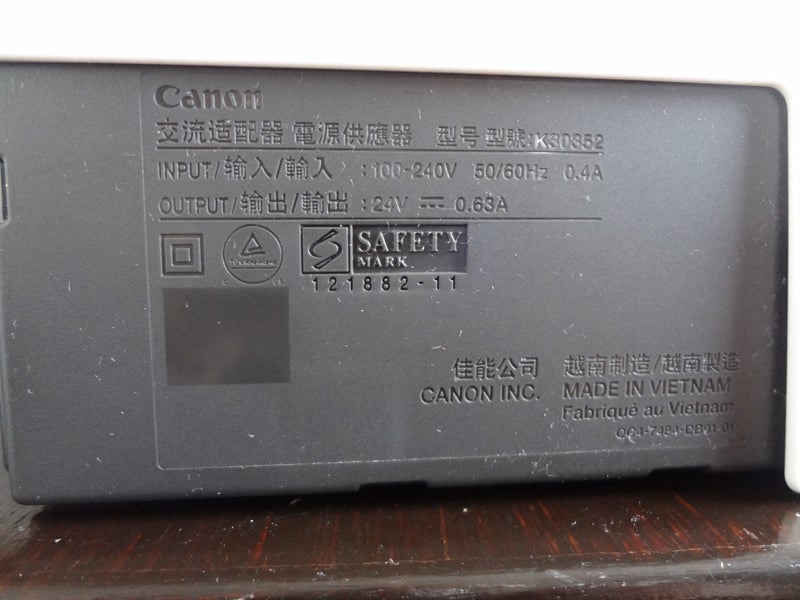 Canon
交流适配器 電源供應器 型号 型號:K30352
INPUT/输入/輸入 :100-240V 50/60Hz 0.4A
OUTPUT/输出/輸出 :24V ⎓ 0.63A
TÜVRheinland
C US
SAFETY
MARK
121882-11
佳能公司 越南制造/越南製造
CANON INC. MADE IN VIETNAM
Fabriqué au Vietnam